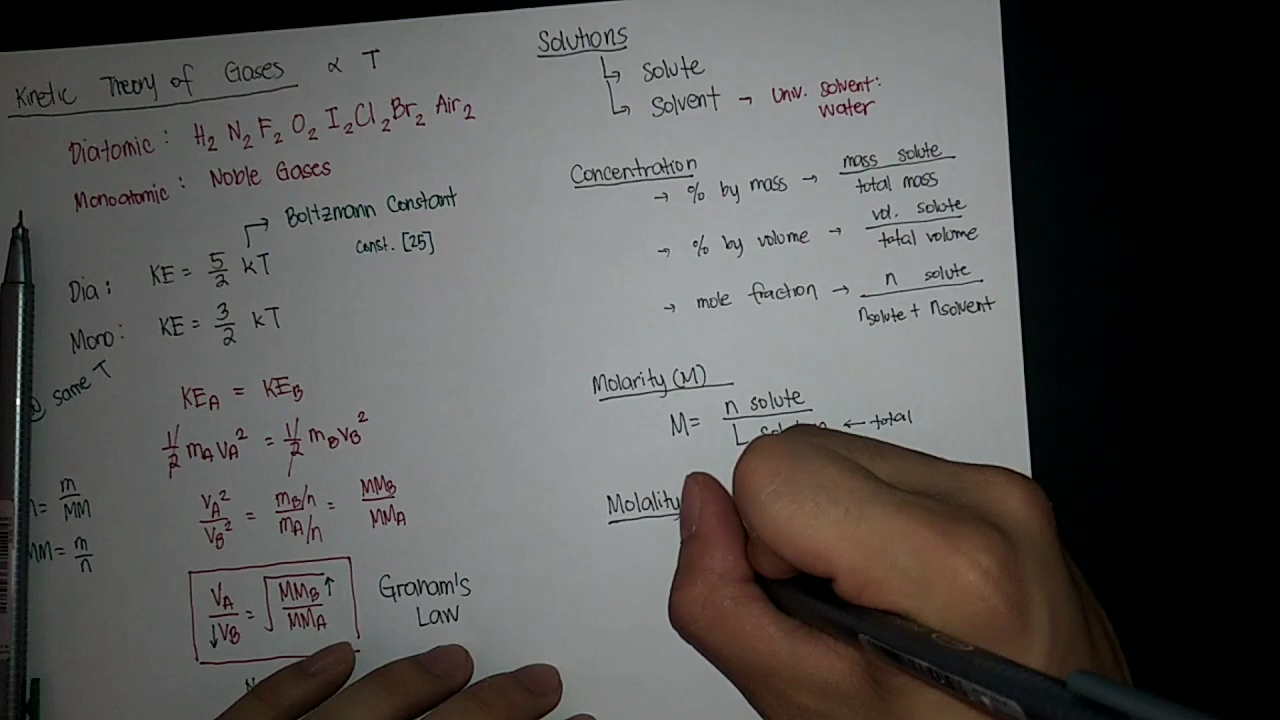 Kinetic Theory of Gases ∝ T
Diatomic : H2 N2 F2 O2 I2 Cl2 Br2 Air2
Monoatomic : Noble Gases
Boltzmann Constant
const. [25]
Dia : KE = 5/2 kT
Mono : KE = 3/2 kT
@ same T
KEA = KEB
1/2 mAVA² = 1/2 mBVB²
VA²/VB² = mB/n / mA/n = MMB/MMA
n = m/MM
MM = m/n
VA/↓VB = √MMB↑/MMA
Graham's
Law
Solutions
↳ solute
↳ solvent → Univ. solvent:
water
Concentration
→ % by mass → mass solute / total mass
→ % by volume → vol. solute / total volume
→ mole fraction → n solute / nsolute + nsolvent
Molarity (M)
M = n solute / L ← total
Molality